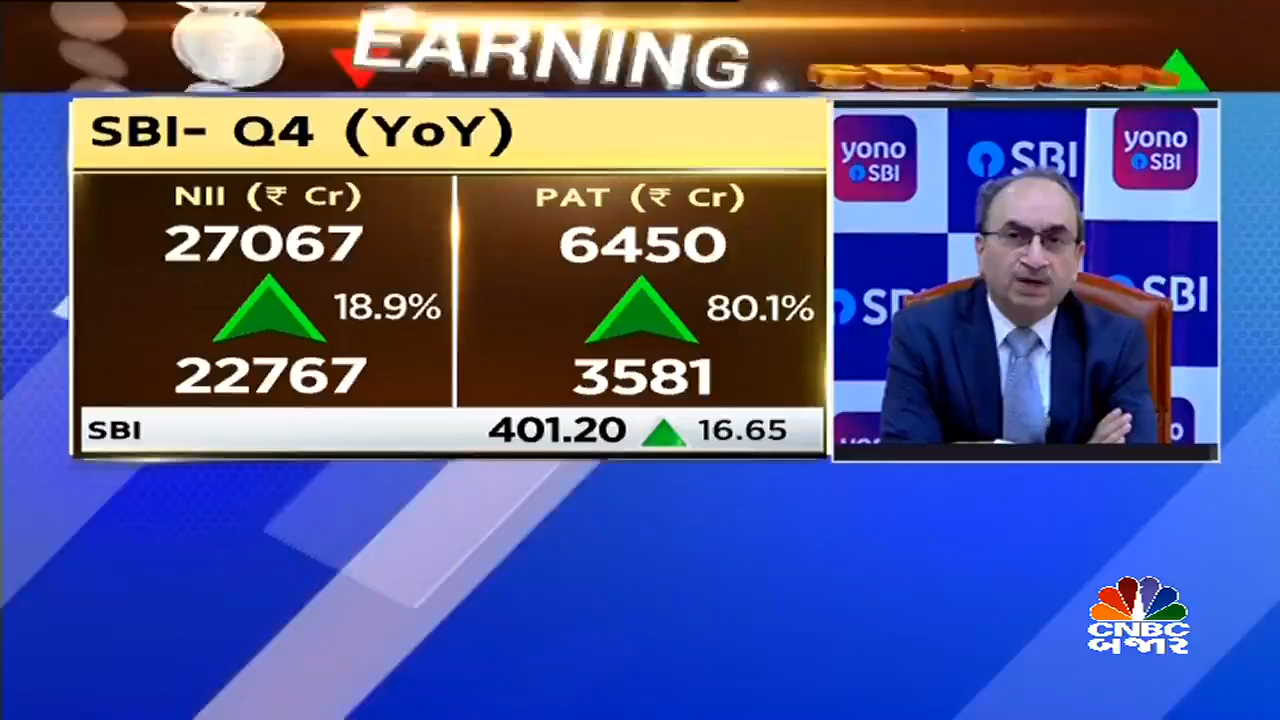 EARNING
SBI- Q4 (YoY)
NII (₹ Cr)
27067
18.9%
22767
PAT (₹ Cr)
6450
80.1%
3581
SBI 401.20 16.65
yono
SBI
SBI
yono
SBI
SBI
CNBC
બજાર